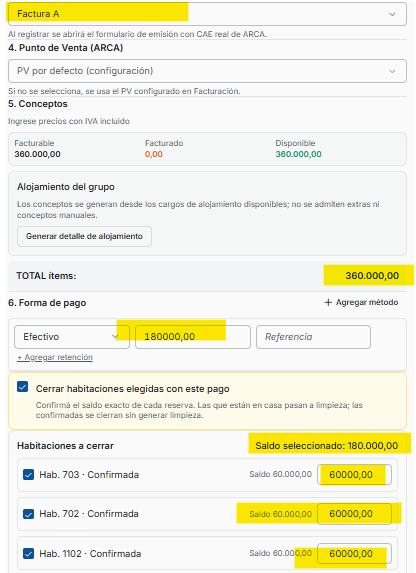 Factura A
Al registrar se abrirá el formulario de emisión con CAE real de ARCA.
4. Punto de Venta (ARCA)
PV por defecto (configuración)
Si no se selecciona, se usa el PV configurado en Facturación.
5. Conceptos
Ingrese precios con IVA incluido
Facturable Facturado Disponible
360.000,00 0,00 360.000,00
Alojamiento del grupo
Los conceptos se generan desde los cargos de alojamiento disponibles; no se admiten extras ni
conceptos manuales.
Generar detalle de alojamiento
TOTAL ítems: 360.000,00
6. Forma de pago + Agregar método
Efectivo 180000,00 Referencia
+ Agregar retención
Cerrar habitaciones elegidas con este pago
Confirmá el saldo exacto de cada reserva. Las que están en casa pasan a limpieza; las
confirmadas se cierran sin generar limpieza.
Habitaciones a cerrar Saldo seleccionado: 180.000,00
Hab. 703 · Confirmada Saldo 60.000,00 60000,00
Hab. 702 · Confirmada Saldo 60.000,00 60000,00
Hab. 1102 · Confirmada Saldo 60.000,00 60000,00